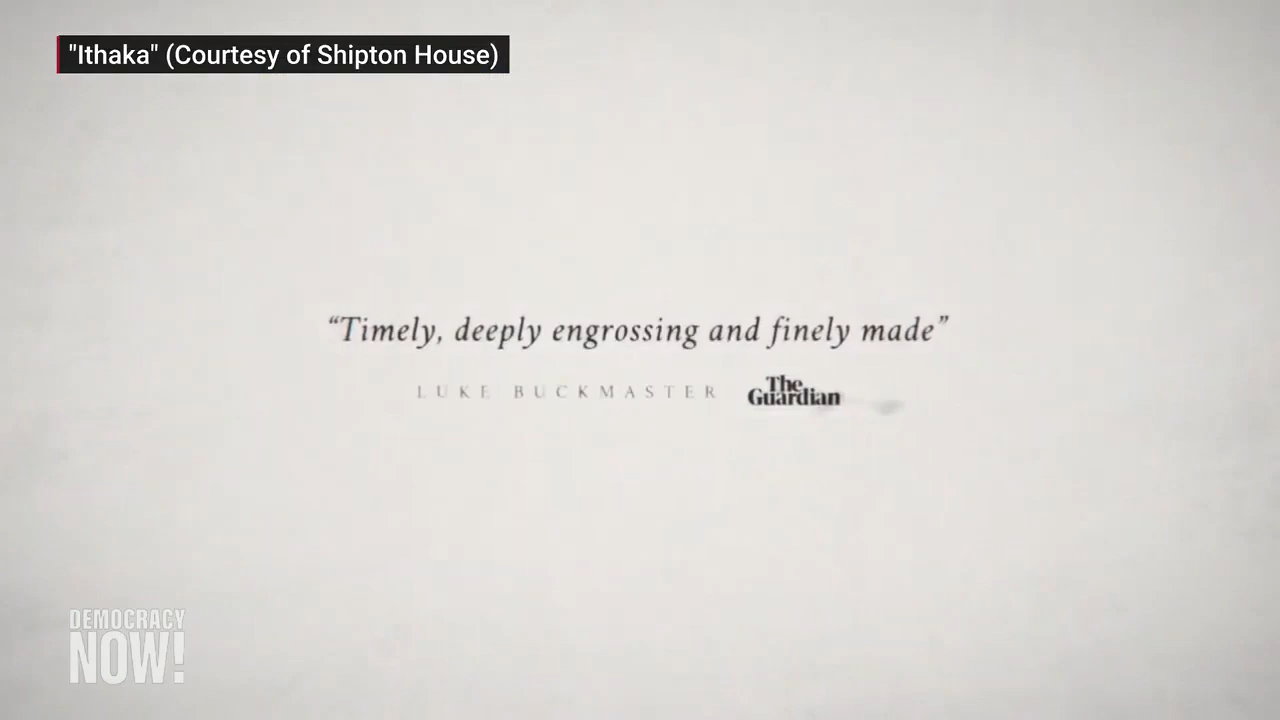 "Ithaka" (Courtesy of Shipton House)
“Timely, deeply engrossing and finely made”
LUKE BUCKMASTER The Guardian
DEMOCRACY
NOW!